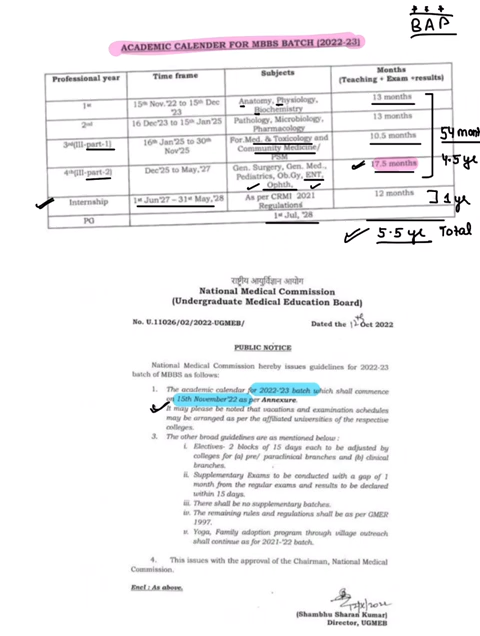 BAP
ACADEMIC CALENDER FOR MBBS BATCH (2022-23)
Professional year | Time frame | Subjects | Months (Teaching + Exam +results)
1st | 15th Nov.'22 to 15th Dec '23 | Anatomy, Physiology, Biochemistry | 13 months
2nd | 16 Dec'23 to 15th Jan'25 | Pathology, Microbiology, Pharmacology | 13 months
3rd(III-part-1) | 16th Jan'25 to 30th Nov'25 | For.Med. & Toxicology and Community Medicine/ PSM | 10.5 months
4th(III-part-2) | Dec'25 to May,'27 | Gen. Surgery, Gen. Med., Pediatrics, Ob.Gy, ENT, Ophth. | 17.5 months
Internship | 1st Jun'27 – 31st May,'28 | As per CRMI 2021 Regulations | 12 months
PG | 1st Jul, '28
54 mont
4.5 ye
1 ye
5.5 yr Total
राष्ट्रीय आयुर्विज्ञान आयोग
National Medical Commission
(Undergraduate Medical Education Board)
No. U.11026/02/2022-UGMEB/ Dated the 12th Oct 2022
PUBLIC NOTICE
National Medical Commission hereby issues guidelines for 2022-23
batch of MBBS as follows:
1. The academic calendar for 2022-'23 batch which shall commence
on 15th November'22 as per Annexure.
It may please be noted that vacations and examination schedules
may be arranged as per the affiliated universities of the respective
colleges.
3. The other broad guidelines are as mentioned below :
i. Electives- 2 blocks of 15 days each to be adjusted by
colleges for (a) pre/ paraclinical branches and (b) clinical
branches.
ii. Supplementary Exams to be conducted with a gap of 1
month from the regular exams and results to be declared
within 15 days.
iii. There shall be no supplementary batches.
iv. The remaining rules and regulations shall be as per GMER
1997.
v. Yoga, Family adoption program through village outreach
shall continue as for 2021-'22 batch.
4. This issues with the approval of the Chairman, National Medical
Commission.
Encl : As above.
(Shambhu Sharan Kumar)
Director, UGMEB